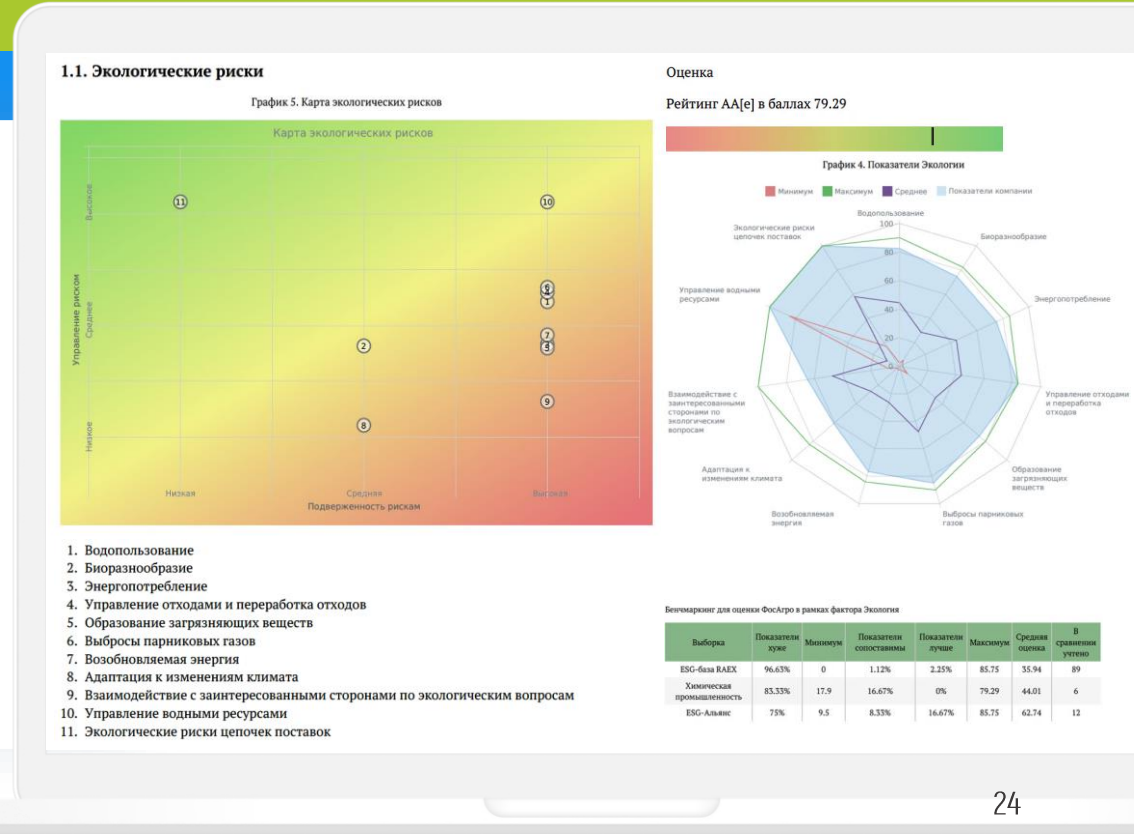 1.1. Экологические риски
График 5. Карта экологических рисков
Карта экологических рисков
Управление риском
Высокое
Среднее
Низкое
11
10
6
4
1
7
2
5
9
8
Низкая
Средняя
Высокая
Подверженность рискам
1. Водопользование
2. Биоразнообразие
3. Энергопотребление
4. Управление отходами и переработка отходов
5. Образование загрязняющих веществ
6. Выбросы парниковых газов
7. Возобновляемая энергия
8. Адаптация к изменениям климата
9. Взаимодействие с заинтересованными сторонами по экологическим вопросам
10. Управление водными ресурсами
11. Экологические риски цепочек поставок
Оценка
Рейтинг AA[e] в баллах 79.29
График 4. Показатели Экологии
Минимум Максимум Среднее Показатели компании
Водопользование
Биоразнообразие
Энергопотребление
Управление отходами
и переработка
отходов
Образование
загрязняющих
веществ
Выбросы парниковых
газов
Возобновляемая
энергия
Адаптация к
изменениям климата
Взаимодействие с
заинтересованными
сторонами по
экологическим
вопросам
Управление водными
ресурсами
Экологические риски
цепочек поставок
100
80
60
40
20
0
Бенчмаркинг для оценки ФосАгро в рамках фактора Экология
Выборка Показатели хуже Минимум Показатели сопоставимы Показатели лучше Максимум Средняя оценка В сравнении учтено
ESG-база RAEX 96.63% 0 1.12% 2.25% 85.75 35.94 89
Химическая промышленность 83.33% 17.9 16.67% 0% 79.29 44.01 6
ESG-Альянс 75% 9.5 8.33% 16.67% 85.75 62.74 12
24